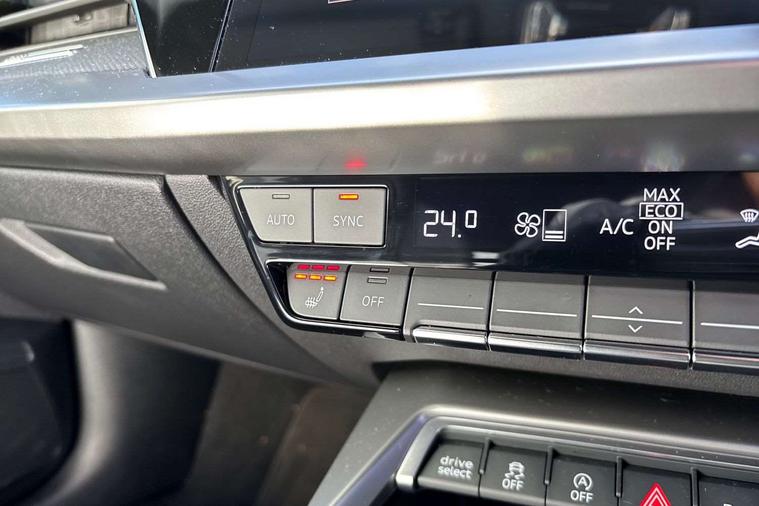 AUTO
SYNC
24.0
A/C
MAX
ECO
ON
OFF
OFF
drive
select
OFF
OFF